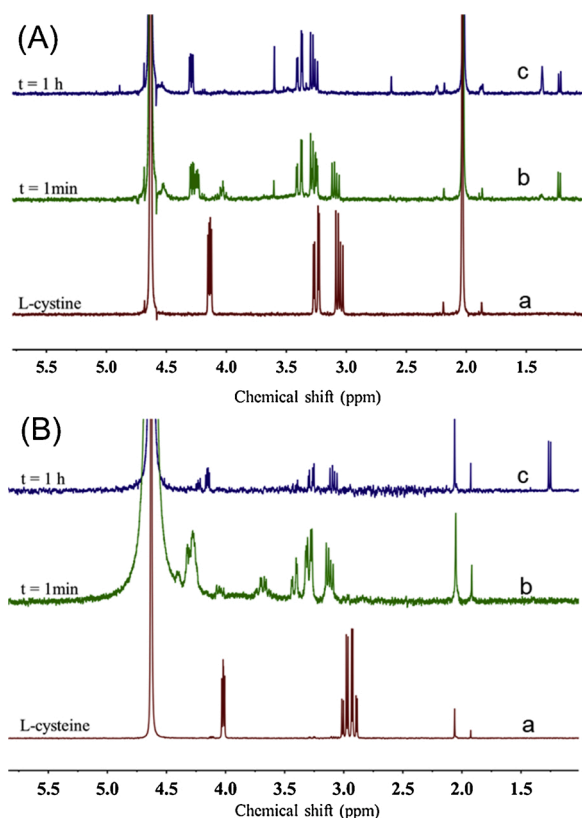 (A)
t = 1 h
c
t = 1min
b
L-cystine
a
5.5 5.0 4.5 4.0 3.5 3.0 2.5 2.0 1.5
Chemical shift (ppm)
(B)
t = 1 h
c
t = 1min
b
L-cysteine
a
5.5 5.0 4.5 4.0 3.5 3.0 2.5 2.0 1.5
Chemical shift (ppm)